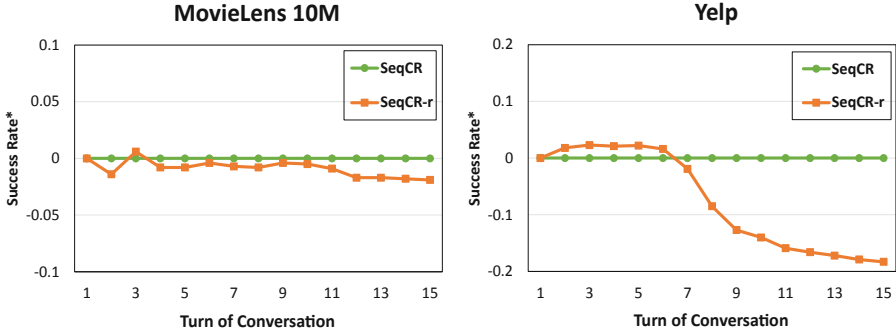 MovieLens 10M
0.1
0.05
0
-0.05
-0.1
Success Rate*
SeqCR
SeqCR-r
1 3 5 7 9 11 13 15
Turn of Conversation
Yelp
0.2
0.1
0
-0.1
-0.2
Success Rate*
SeqCR
SeqCR-r
1 3 5 7 9 11 13 15
Turn of Conversation